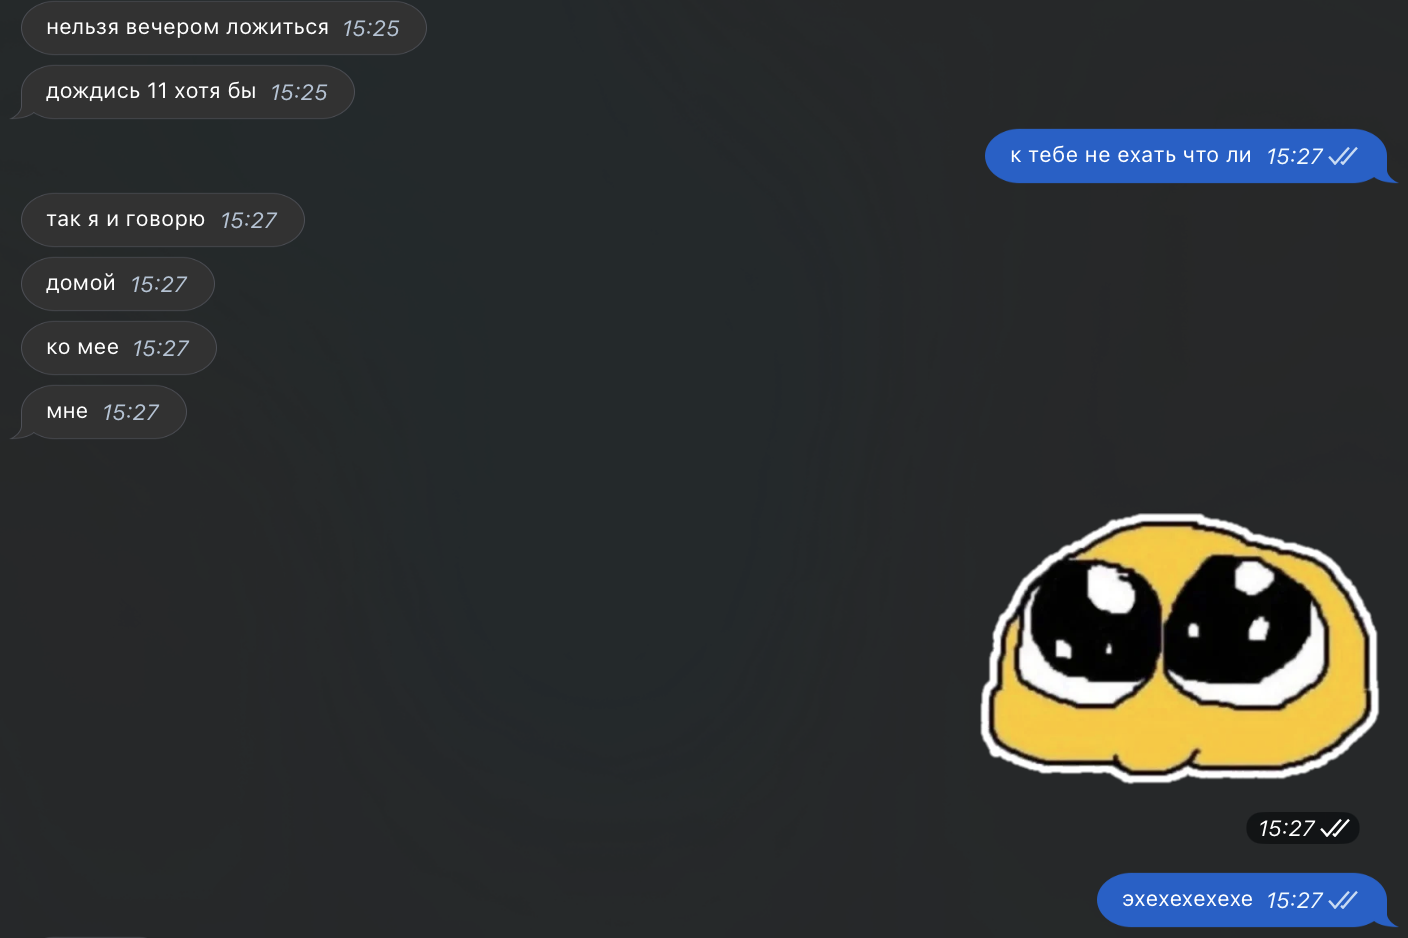 нельзя вечером ложиться 15:25
дождись 11 хотя бы 15:25
к тебе не ехать что ли 15:27
так я и говорю 15:27
домой 15:27
ко мее 15:27
мне 15:27
15:27
эхехехехехе 15:27